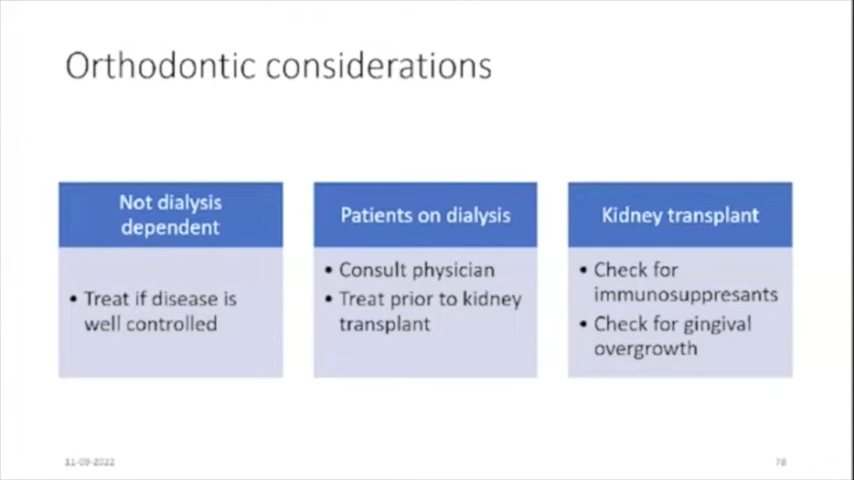 Orthodontic considerations
Not dialysis
dependent
• Treat if disease is
well controlled
Patients on dialysis
• Consult physician
• Treat prior to kidney
transplant
Kidney transplant
• Check for
immunosuppresants
• Check for gingival
overgrowth
11-09-2022
78